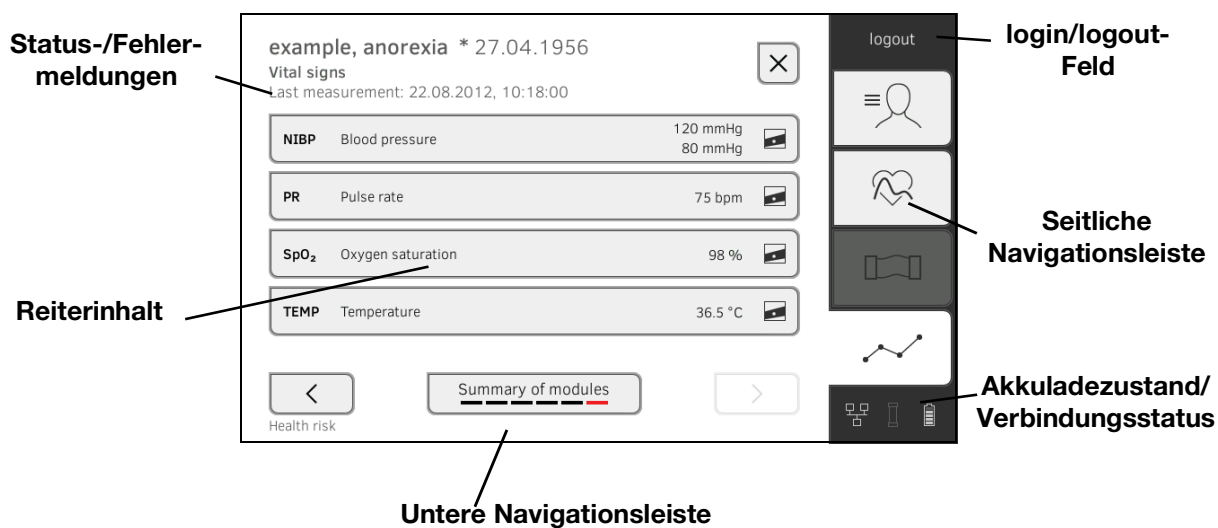 Status-/Fehler-
meldungen
example, anorexia * 27.04.1956
Vital signs
Last measurement: 22.08.2012, 10:18:00
logout
login/logout-
Feld
NIBP Blood pressure 120 mmHg
80 mmHg
PR Pulse rate 75 bpm
SpO₂ Oxygen saturation 98 %
TEMP Temperature 36.5 °C
Seitliche
Navigationsleiste
Reiterinhalt
Summary of modules
Health risk
Akkuladezustand/
Verbindungsstatus
Untere Navigationsleiste